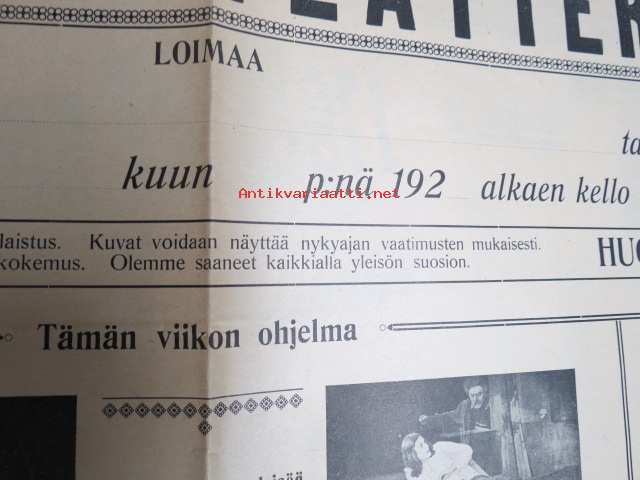 LOIMAA
kuun p:nä 192 alkaen kello
Antikvariaatti.net
laistus. Kuvat voidaan näyttää nykyajan vaatimusten mukaisesti.
kokemus. Olemme saaneet kaikkialla yleisön suosion.
Tämän viikon ohjelma